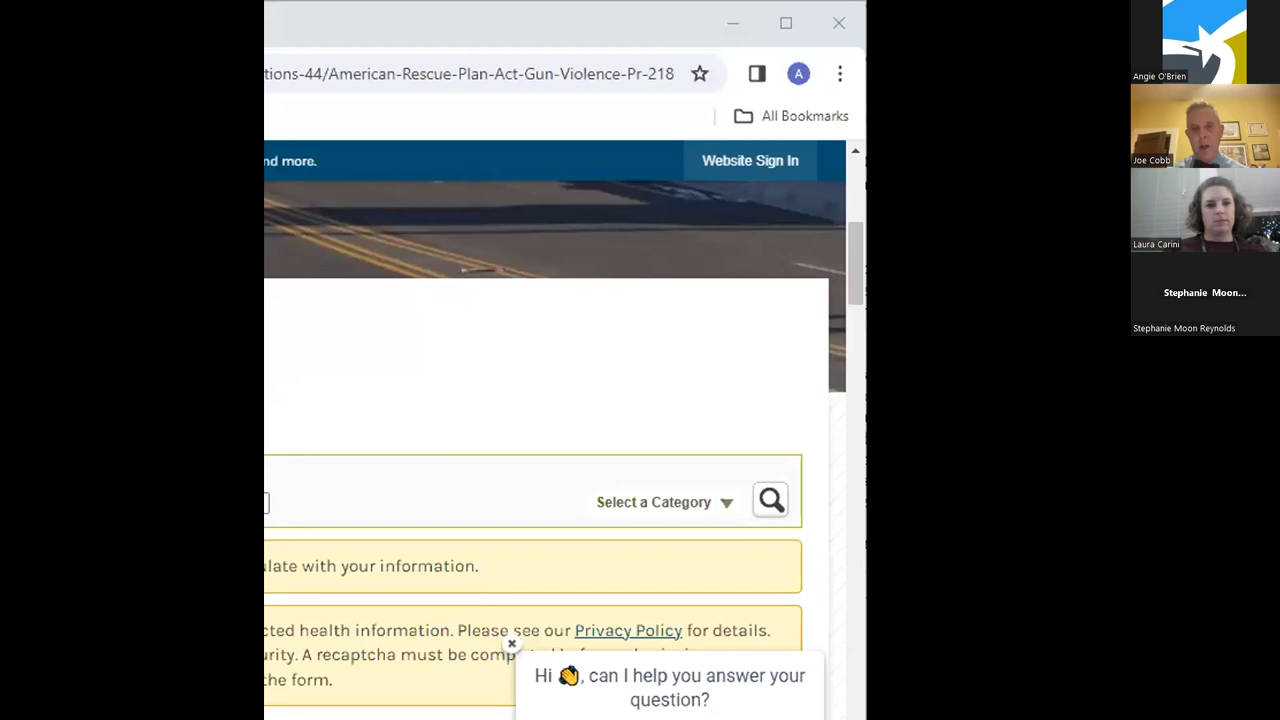 tions-44/American-Rescue-Plan-Act-Gun-Violence-Pr-218
A
All Bookmarks
nd more.
Website Sign In
Select a Category
ulate with your information.
cted health information. Please see our Privacy Policy for details.
urity. A recaptcha must be
the form.
Hi 👏, can I help you answer your
question?
Angie O'Brien
Joe Cobb
Laura Carini
Stephanie Moon...
Stephanie Moon Reynolds